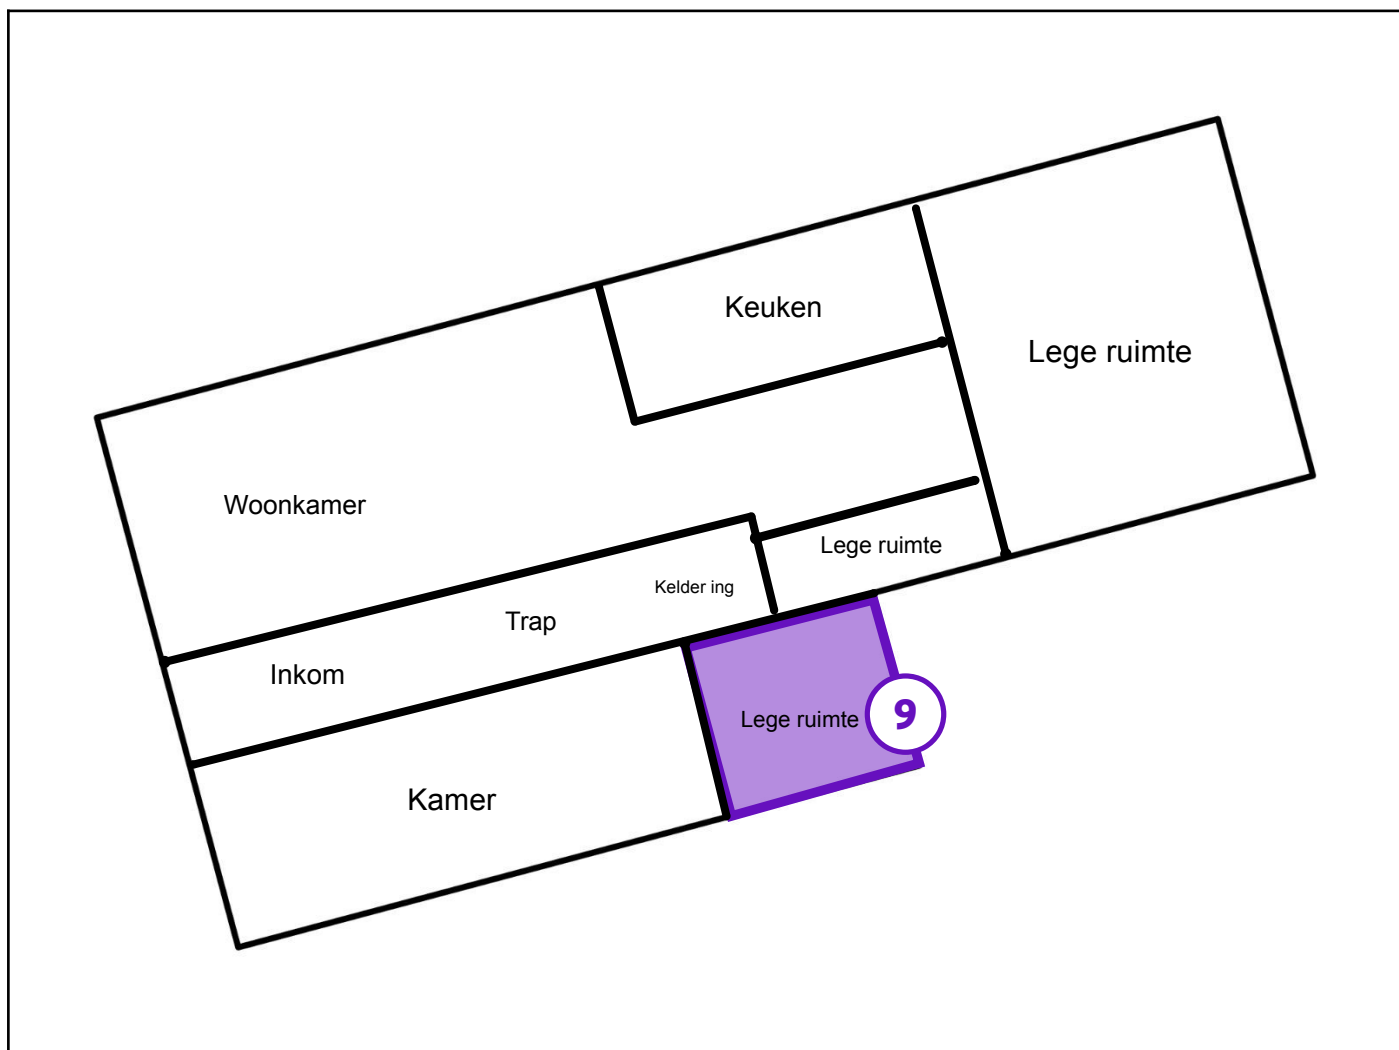 Keuken
Lege ruimte
Woonkamer
Lege ruimte
Kelder ing
Trap
Inkom
Lege ruimte
9
Kamer